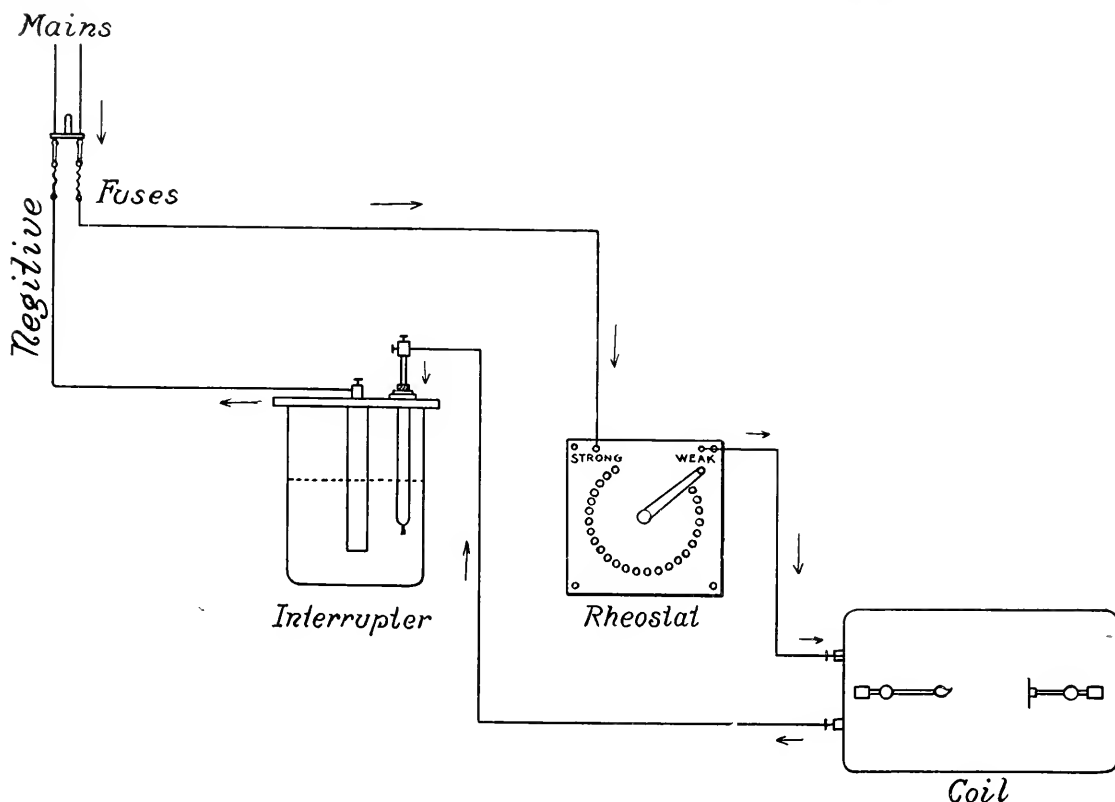 Mains
Fuses
Negitive
STRONG WEAK
Interrupter
Rheostat
Coil